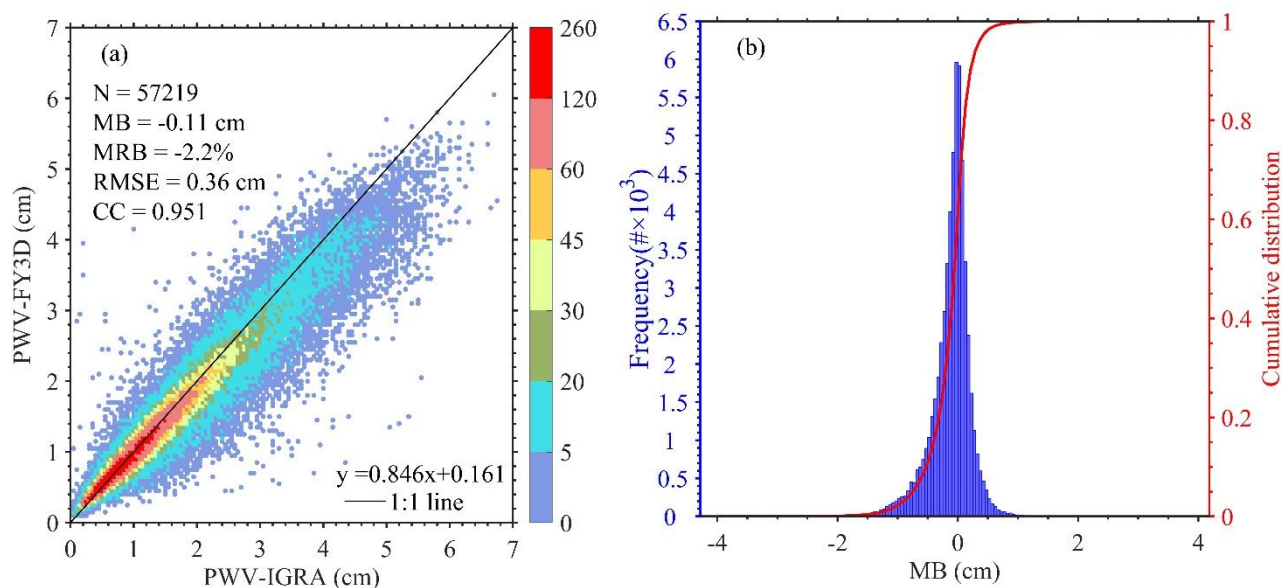 (a)
N = 57219
MB = -0.11 cm
MRB = -2.2%
RMSE = 0.36 cm
CC = 0.951
y =0.846x+0.161
1:1 line
7
6
5
4
3
2
1
0
PWV-FY3D (cm)
0 1 2 3 4 5 6 7
PWV-IGRA (cm)
260
120
60
45
30
20
5
0
(b)
6.5
6
5.5
5
4.5
4
3.5
3
2.5
2
1.5
1
0.5
0
Frequency(#×10³)
-4 -2 0 2 4
MB (cm)
1
0.8
0.6
0.4
0.2
0
Cumulative distribution